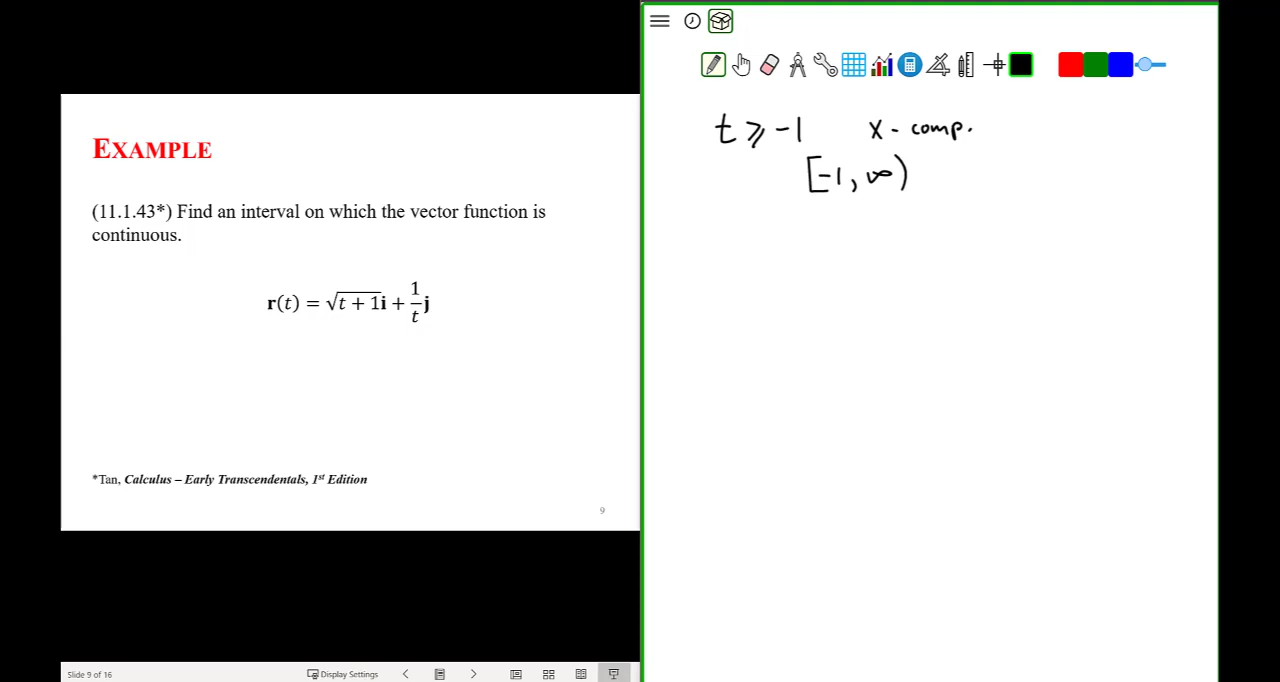 EXAMPLE
(11.1.43*) Find an interval on which the vector function is
continuous.
r(t) = √t + 1i + 1/t j
*Tan, Calculus – Early Transcendentals, 1st Edition
9
Slide 9 of 16
Display Settings
t ⩾ -1 x - comp.
[-1, ∞)